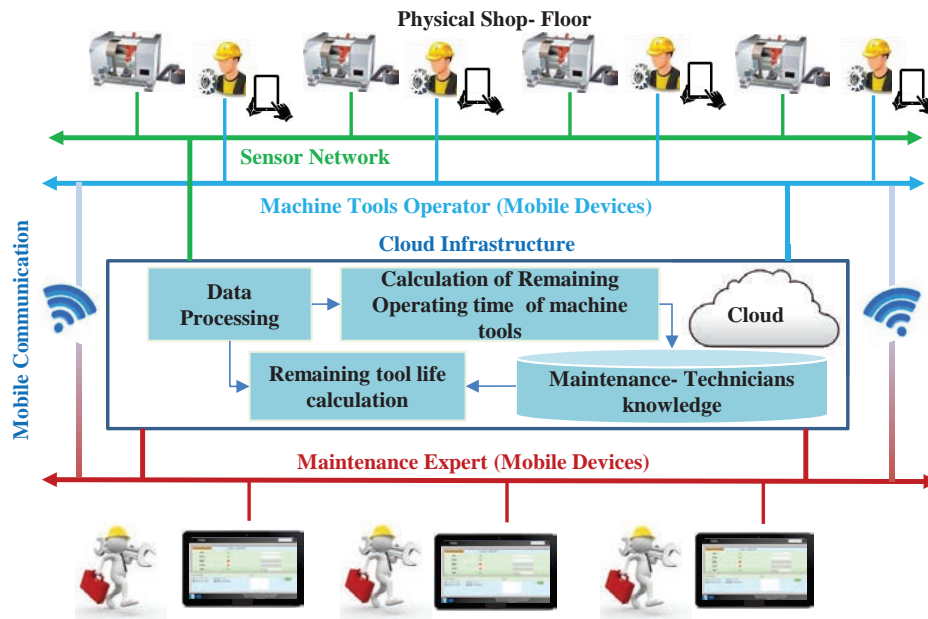 Physical Shop- Floor
Sensor Network
Machine Tools Operator (Mobile Devices)
Mobile Communication
Cloud Infrastructure
Data
Processing
Calculation of Remaining
Operating time of machine
tools
Cloud
Remaining tool life
calculation
Maintenance- Technicians
knowledge
Maintenance Expert (Mobile Devices)